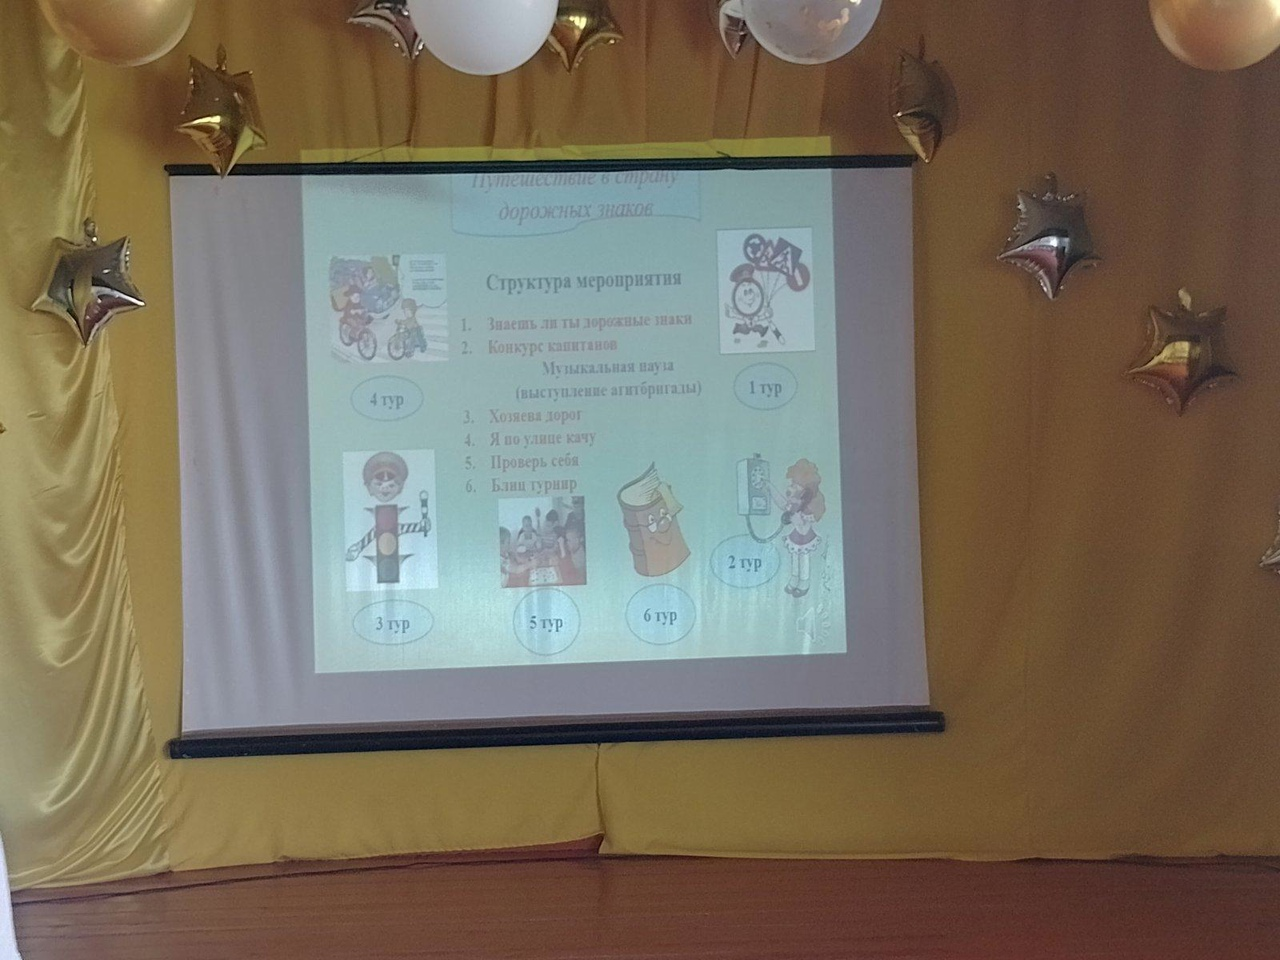 Путешествие в страну
дорожных знаков
Структура мероприятия
1. Знаешь ли ты дорожные знаки
2. Конкурс капитанов
Музыкальная пауза
(выступление агитбригады)
3. Хозяева дорог
4. Я по улице качу
5. Проверь себя
6. Блиц турнир
4 тур
1 тур
3 тур
5 тур
6 тур
2 тур